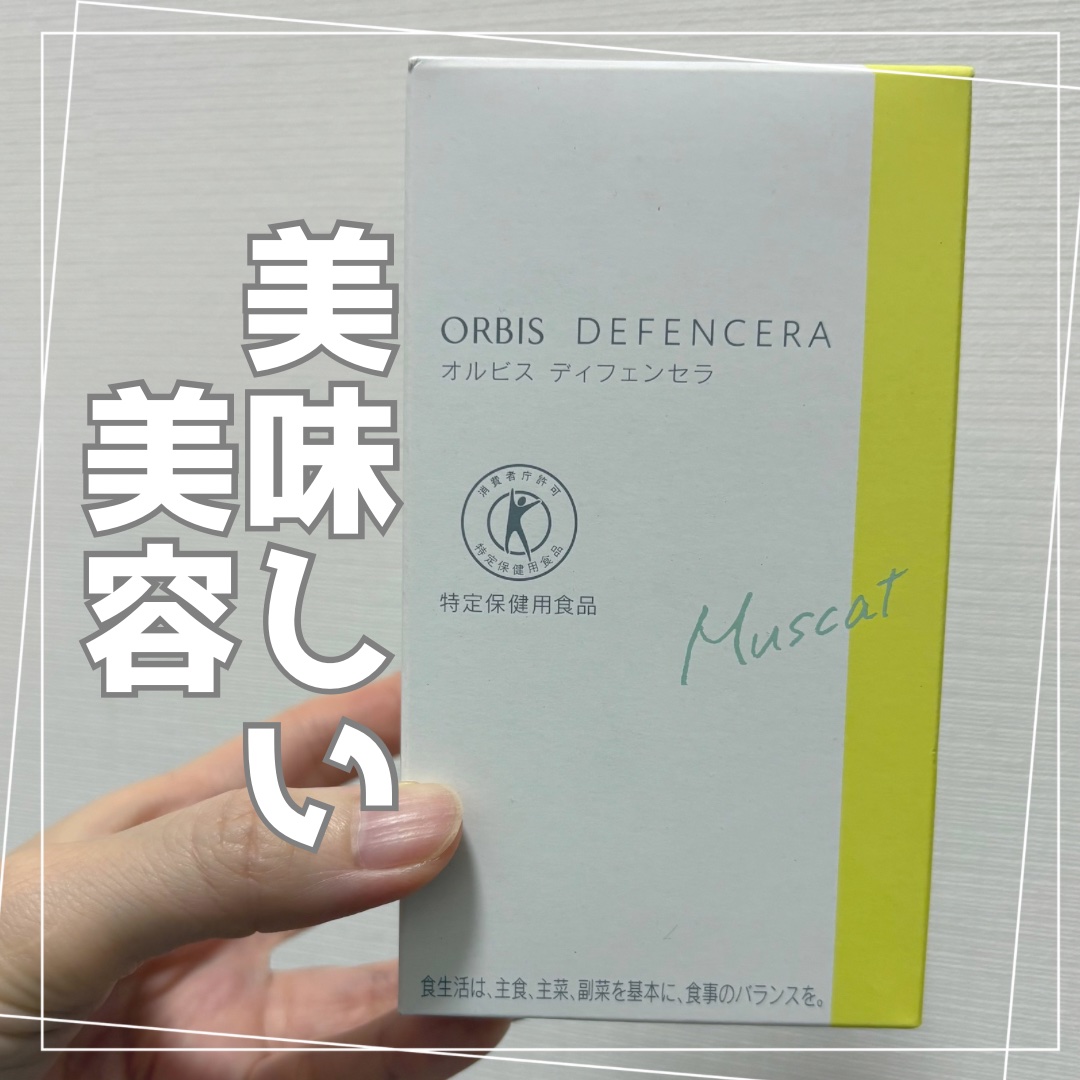 美味しい
美容
ORBIS DEFENCERA
オルビス ディフェンセラ
消費者庁許可
特定保健用食品
特定保健用食品
Muscat
食生活は、主食、主菜、副菜を基本に、食事のバランスを。